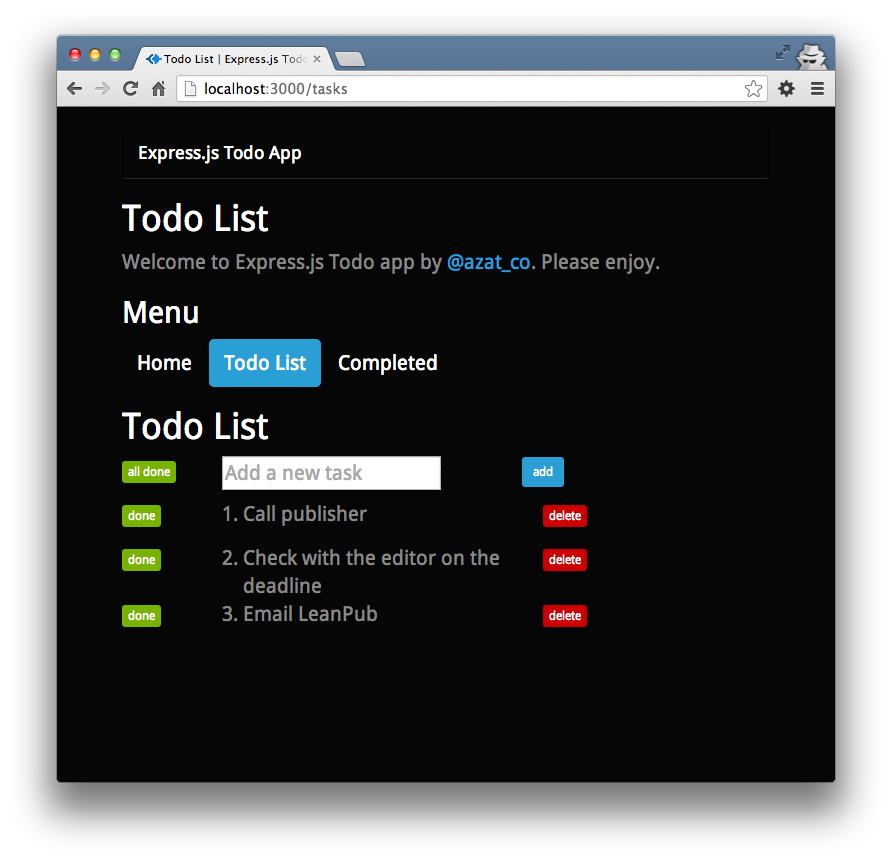 Todo List | Express.js Todo
localhost:3000/tasks
Express.js Todo App
Todo List
Welcome to Express.js Todo app by @azat_co. Please enjoy.
Menu
Home Todo List Completed
Todo List
all done Add a new task add
done 1. Call publisher delete
done 2. Check with the editor on the delete
deadline
done 3. Email LeanPub delete